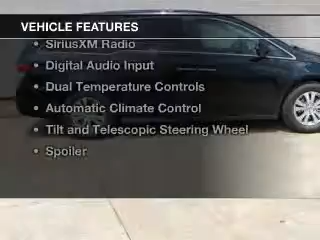 VEHICLE FEATURES
• SiriusXM Radio
• Digital Audio Input
• Dual Temperature Controls
• Automatic Climate Control
• Tilt and Telescopic Steering Wheel
• Spoiler